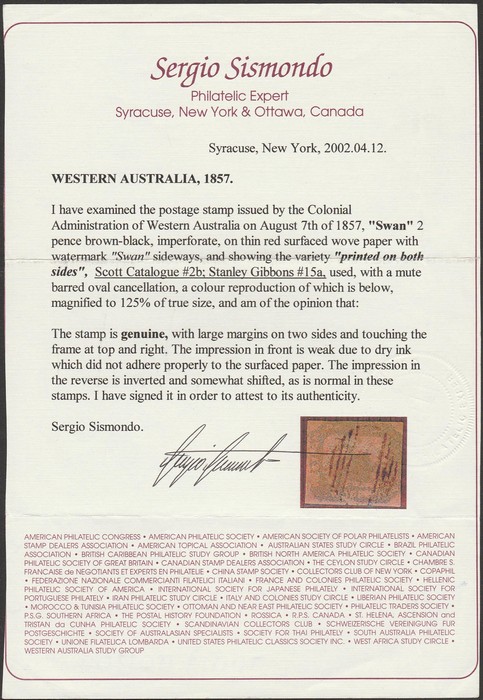 Sergio Sismondo
Philatelic Expert
Syracuse, New York & Ottawa, Canada
Syracuse, New York, 2002.04.12.
WESTERN AUSTRALIA, 1857.
I have examined the postage stamp issued by the Colonial
Administration of Western Australia on August 7th of 1857, "Swan" 2
pence brown-black, imperforate, on thin red surfaced wove paper with
watermark "Swan" sideways, and showing the variety "printed on both
sides", Scott Catalogue #2b; Stanley Gibbons #15a, used, with a mute
barred oval cancellation, a colour reproduction of which is below,
magnified to 125% of true size, and am of the opinion that:
The stamp is genuine, with large margins on two sides and touching the
frame at top and right. The impression in front is weak due to dry ink
which did not adhere properly to the surfaced paper. The impression in
the reverse is inverted and somewhat shifted, as is normal in these
stamps. I have signed it in order to attest to its authenticity.
Sergio Sismondo.
AMERICAN PHILATELIC CONGRESS • AMERICAN PHILATELIC SOCIETY • AMERICAN SOCIETY OF POLAR PHILATELISTS • AMERICAN
STAMP DEALERS ASSOCIATION • AMERICAN TOPICAL ASSOCIATION • AUSTRALIAN STATES STUDY CIRCLE • BRAZIL PHILATELIC
ASSOCIATION • BRITISH CARIBBEAN PHILATELIC STUDY GROUP • BRITISH NORTH AMERICA PHILATELIC SOCIETY • CANADIAN
PHILATELIC SOCIETY OF GREAT BRITAIN • CANADIAN STAMP DEALERS ASSOCIATION • THE CEYLON STUDY CIRCLE • CHAMBRE S.
FRANCAISE de NEGOTIANTS ET EXPERTS EN PHILATELIE • CHINA STAMP SOCIETY • COLLECTORS CLUB OF NEW YORK • COPAPHIL
• FEDERAZIONE NAZIONALE COMMERCIANTI FILATELICI ITALIANI • FRANCE AND COLONIES PHILATELIC SOCIETY • HELLENIC
PHILATELIC SOCIETY OF AMERICA • INTERNATIONAL SOCIETY FOR JAPANESE PHILATELY • INTERNATIONAL SOCIETY FOR
PORTUGUESE PHILATELY • IRAN PHILATELIC STUDY CIRCLE • ITALY AND COLONIES STUDY CIRCLE • LIBERIAN PHILATELIC SOCIETY
• MOROCCO & TUNISIA PHILATELIC SOCIETY • OTTOMAN AND NEAR EAST PHILATELIC SOCIETY • PHILATELIC TRADERS SOCIETY •
P.S.G. SOUTHERN AFRICA • THE POSTAL HISTORY FOUNDATION • ROSSICA • R.P.S. CANADA • ST. HELENA, ASCENSION and
TRISTAN da CUNHA PHILATELIC SOCIETY • SCANDINAVIAN COLLECTORS CLUB • SCHWEIZERISCHE VEREINIGUNG FUR
POSTGESCHICHTE • SOCIETY OF AUSTRALASIAN SPECIALISTS • SOCIETY FOR THAI PHILATELY • SOUTH AUSTRALIA PHILATELIC
SOCIETY • UNIONE FILATELICA LOMBARDA • UNITED STATES PHILATELIC CLASSICS SOCIETY INC. • WEST AFRICA STUDY CIRCLE •
WESTERN AUSTRALIA STUDY GROUP